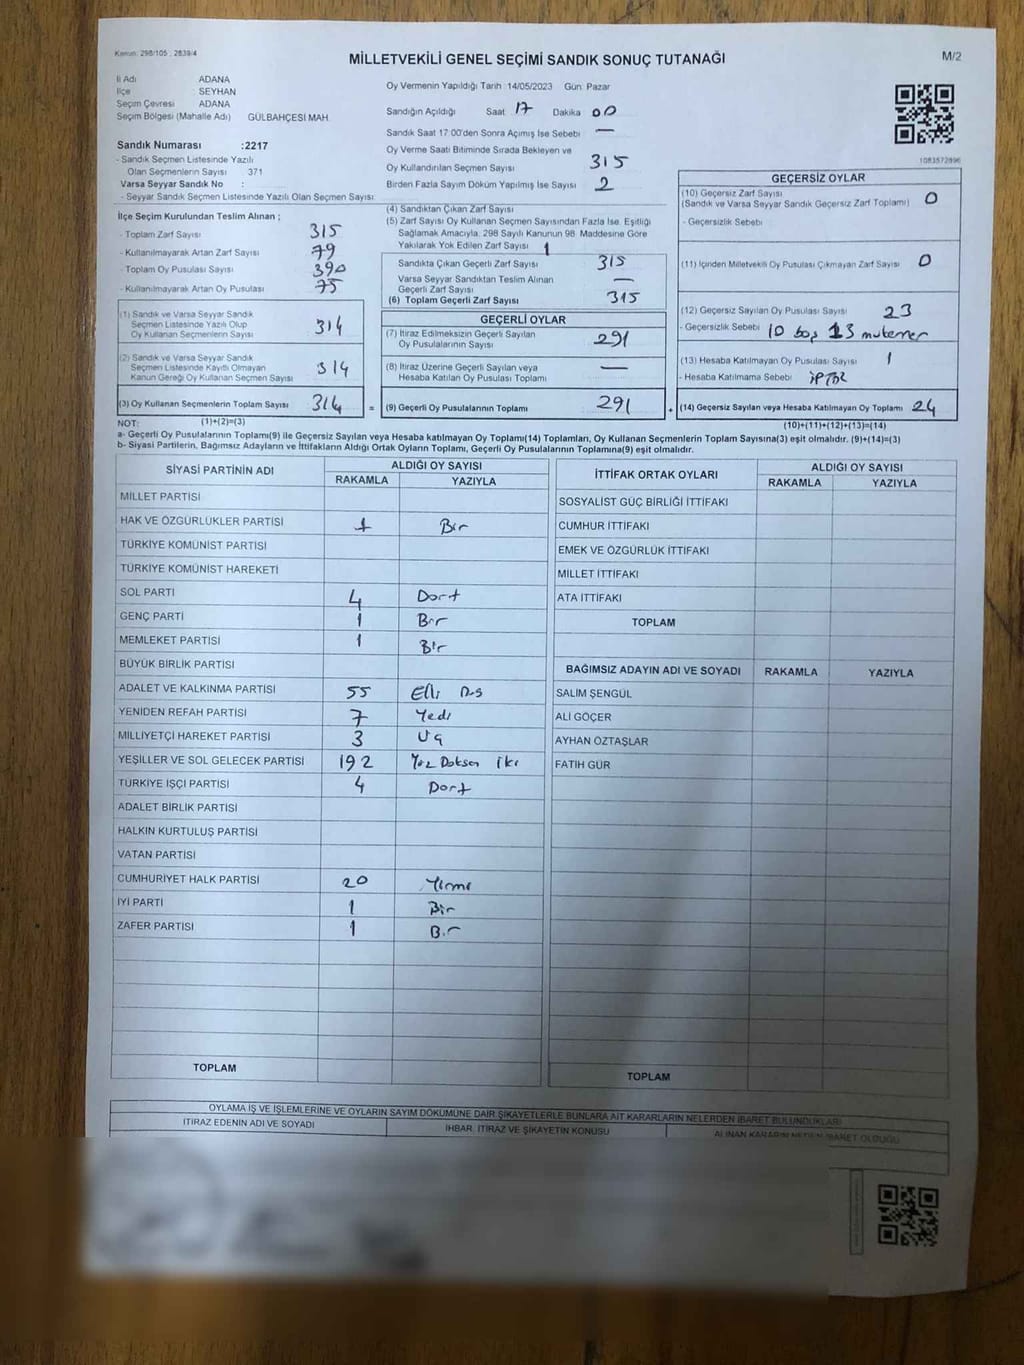 Kanun: 298/105, 2839/4
MİLLETVEKİLİ GENEL SEÇİMİ SANDIK SONUÇ TUTANAĞI
M/2
İl Adı ADANA
İlçe SEYHAN
Seçim Çevresi ADANA
Seçim Bölgesi (Mahalle Adı) GÜLBAHÇESİ MAH.
Sandık Numarası :2217
- Sandık Seçmen Listesinde Yazılı
Olan Seçmenlerin Sayısı 371
Varsa Seyyar Sandık No :
- Seyyar Sandık Seçmen Listesinde Yazılı Olan Seçmen Sayısı
İlçe Seçim Kurulundan Teslim Alınan ;
- Toplam Zarf Sayısı 315
- Kullanılmayarak Artan Zarf Sayısı 79
- Toplam Oy Pusulası Sayısı 390
- Kullanılmayarak Artan Oy Pusulası 75
(1) Sandık ve Varsa Seyyar Sandık
Seçmen Listesinde Yazılı Olup
Oy Kullanan Seçmenlerin Sayısı 314
(2) Sandık ve Varsa Seyyar Sandık
Seçmen Listesinde Kayıtlı Olmayan
Kanun Gereği Oy Kullanan Seçmen Sayısı 314
(3) Oy Kullanan Seçmenlerin Toplam Sayısı 314 =
Oy Vermenin Yapıldığı Tarih 14/05/2023 Gün: Pazar
Sandığın Açıldığı Saat 17 Dakika 00
Sandık Saat 17:00'den Sonra Açımış İse Sebebi —
Oy Verme Saati Bitiminde Sırada Bekleyen ve
Oy Kullandırılan Seçmen Sayısı 315
Birden Fazla Sayım Döküm Yapılmış İse Sayısı 2
(4) Sandıktan Çıkan Zarf Sayısı
(5) Zarf Sayısı Oy Kullanan Seçmen Sayısından Fazla İse, Eşitliği
Sağlamak Amacıyla, 298 Sayılı Kanunun 98. Maddesine Göre
Yakılarak Yok Edilen Zarf Sayısı 1
Sandıkta Çıkan Geçerli Zarf Sayısı 315
Varsa Seyyar Sandıktan Teslim Alınan
Geçerli Zarf Sayısı —
(6) Toplam Geçerli Zarf Sayısı 315
GEÇERLİ OYLAR
(7) İtiraz Edilmeksizin Geçerli Sayılan
Oy Pusulalarının Sayısı 291
(8) İtiraz Üzerine Geçerli Sayılan veya
Hesaba Katılan Oy Pusulası Toplamı —
(9) Geçerli Oy Pusulalarının Toplamı 291 +
1083572896
GEÇERSİZ OYLAR
(10) Geçersiz Zarf Sayısı
(Sandık ve Varsa Seyyar Sandık Geçersiz Zarf Toplamı) 0
- Geçersizlik Sebebi
(11) İçinden Milletvekili Oy Pusulası Çıkmayan Zarf Sayısı 0
(12) Geçersiz Sayılan Oy Pusulası Sayısı 23
- Geçersizlik Sebebi 10 boş 13
(13) Hesaba Katılmayan Oy Pusulası Sayısı 1
- Hesaba Katılmama Sebebi: iptal
(14) Geçersiz Sayılan veya Hesaba Katılmayan Oy Toplamı 24
NOT: (1)+(2)=(3)
(10)+(11)+(12)+(13)=(14)
a- Geçerli Oy Pusulalarının Toplamı(9) ile Geçersiz Sayılan veya Hesaba katılmayan Oy Toplamı(14) Toplamları, Oy Kullanan Seçmenlerin Toplam Sayısına(3) eşit olmalıdır. (9)+(14)=(3)
b- Siyasi Partilerin, Bağımsız Adayların ve İttifakların Aldığı Ortak Oyların Toplamı, Geçerli Oy Pusulalarının Toplamına(9) eşit olmalıdır.
SİYASİ PARTİNİN ADI ALDIĞI OY SAYISI
RAKAMLA YAZIYLA
MİLLET PARTİSİ
HAK VE ÖZGÜRLÜKLER PARTİSİ 1 Bir
TÜRKİYE KOMÜNİST PARTİSİ
TÜRKİYE KOMÜNİST HAREKETİ
SOL PARTİ 4 Dort
GENÇ PARTİ 1 Bir
MEMLEKET PARTİSİ 1 Bir
BÜYÜK BİRLİK PARTİSİ
ADALET VE KALKINMA PARTİSİ 55 Elli
YENİDEN REFAH PARTİSİ 7 Yedi
MİLLİYETÇİ HAREKET PARTİSİ 3 Üç
YEŞİLLER VE SOL GELECEK PARTİSİ 192 Yüz Doksan iki
TÜRKİYE İŞÇİ PARTİSİ 4 Dort
ADALET BİRLİK PARTİSİ
HALKIN KURTULUŞ PARTİSİ
VATAN PARTİSİ
CUMHURİYET HALK PARTİSİ 20 Yirmi
İYİ PARTİ 1 Bir
ZAFER PARTİSİ 1 Bir
TOPLAM
İTTİFAK ORTAK OYLARI ALDIĞI OY SAYISI
RAKAMLA YAZIYLA
SOSYALİST GÜÇ BİRLİĞİ İTTİFAKI
CUMHUR İTTİFAKI
EMEK VE ÖZGÜRLÜK İTTİFAKI
MİLLET İTTİFAKI
ATA İTTİFAKI
TOPLAM
BAĞIMSIZ ADAYIN ADI VE SOYADI RAKAMLA YAZIYLA
SALİM ŞENGÜL
ALİ GÖÇER
AYHAN ÖZTAŞLAR
FATİH GÜR
TOPLAM
OYLAMA İŞ VE İŞLEMLERİNE VE OYLARIN SAYIM DÖKÜMÜNE DAİR ŞİKAYETLERLE BUNLARA AİT KARARLARIN NELERDEN İBARET BULUNDUKLARI
İTİRAZ EDENİN ADI VE SOYADI İHBAR, İTİRAZ VE ŞİKAYETİN KONUSU ALINAN KARARIN NEDEN İBARET OLDUĞU